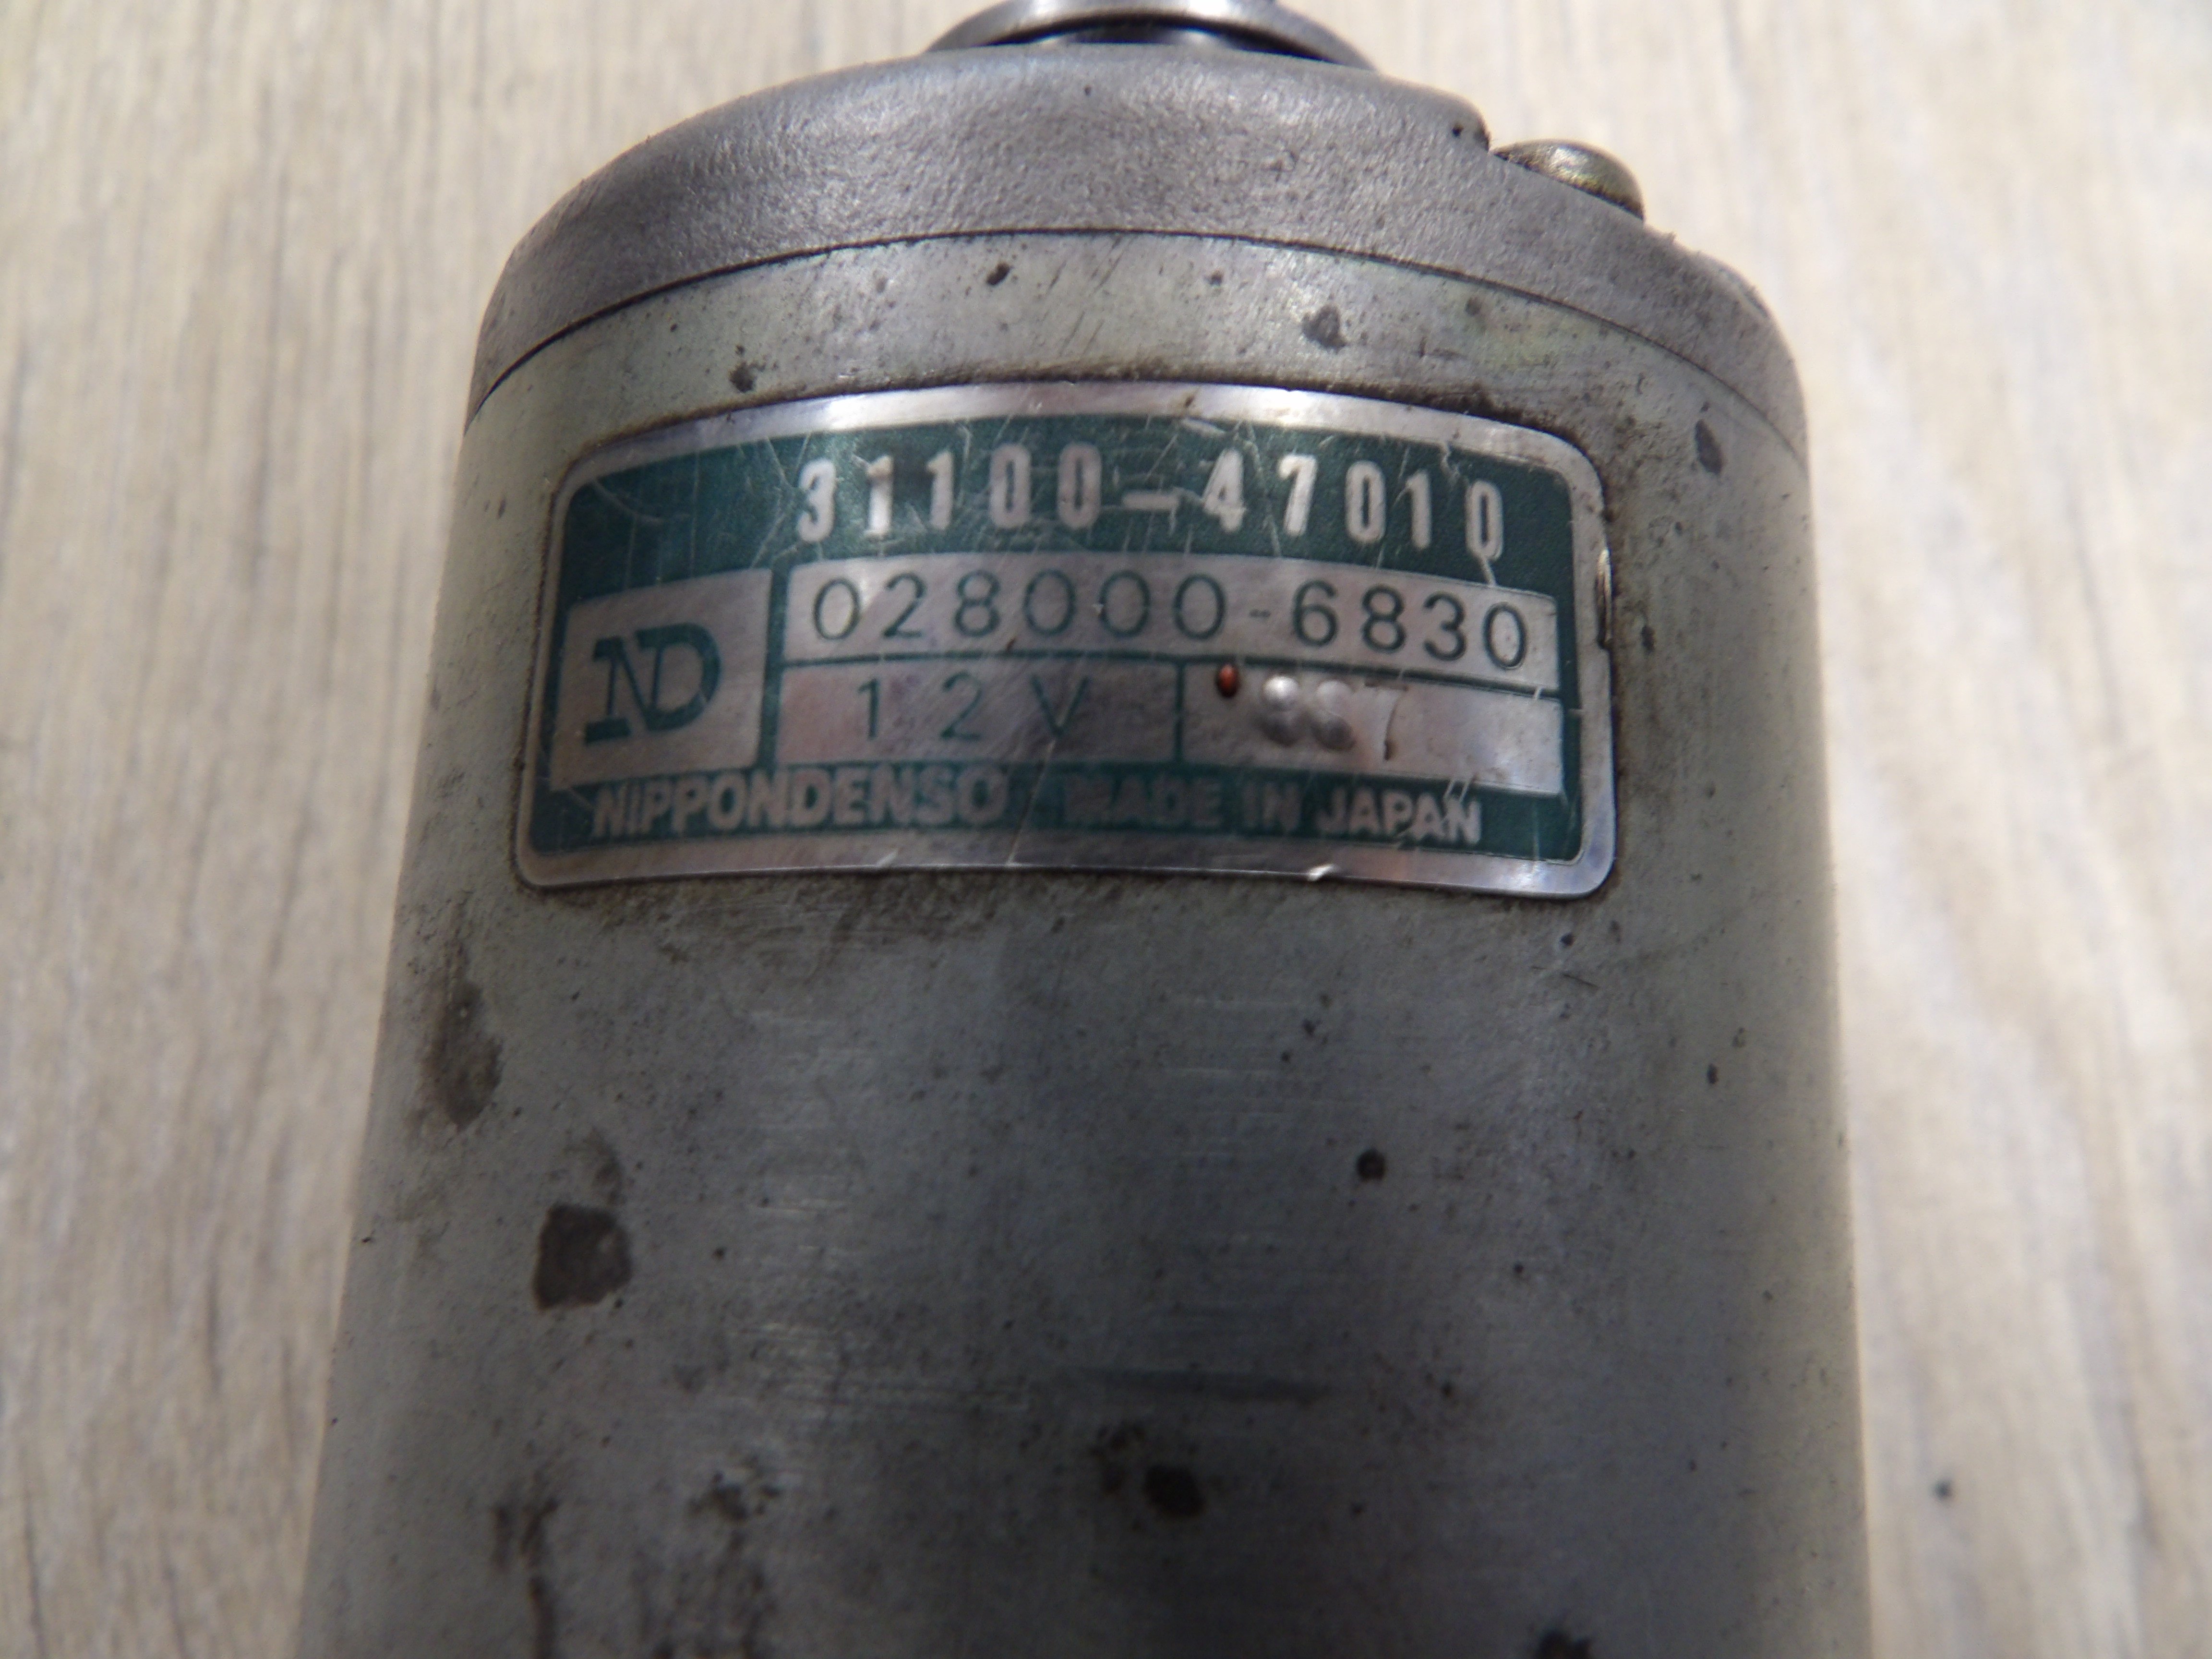 31100-47010
ND
028000-6830
12V
NIPPONDENSO MADE IN JAPAN